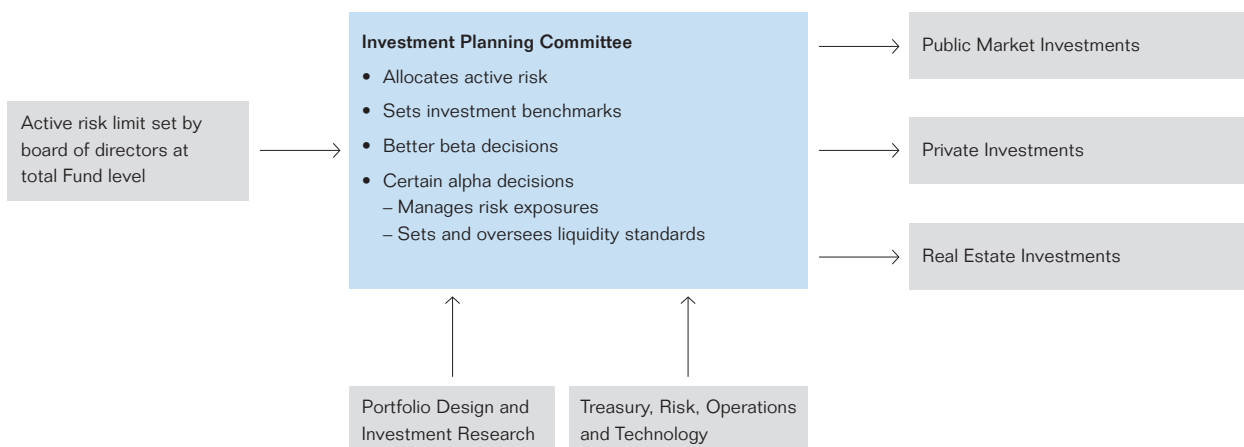 Active risk limit set by
board of directors at
total Fund level
Investment Planning Committee
• Allocates active risk
• Sets investment benchmarks
• Better beta decisions
• Certain alpha decisions
– Manages risk exposures
– Sets and oversees liquidity standards
Public Market Investments
Private Investments
Real Estate Investments
Portfolio Design and
Investment Research
Treasury, Risk, Operations
and Technology